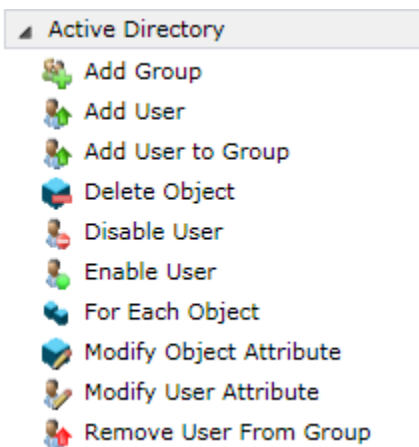 Active Directory
Add Group
Add User
Add User to Group
Delete Object
Disable User
Enable User
For Each Object
Modify Object Attribute
Modify User Attribute
Remove User From Group